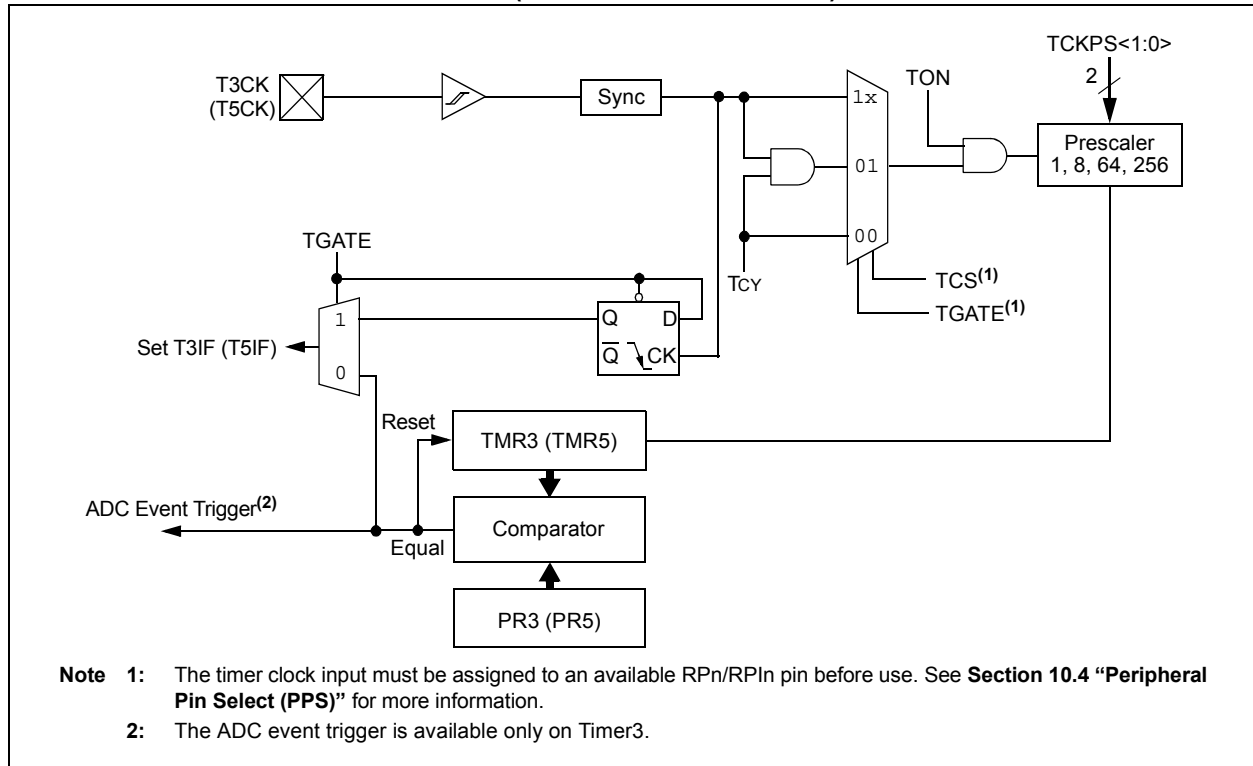 TCKPS<1:0>
2
T3CK
(T5CK)
Sync
1x
TON
Prescaler
1, 8, 64, 256
01
00
TGATE
TCY
TCS(1)
TGATE(1)
1
Q
D
Set T3IF (T5IF)
Q
CK
0
Reset
TMR3 (TMR5)
ADC Event Trigger(2)
Comparator
Equal
PR3 (PR5)
Note 1: The timer clock input must be assigned to an available RPn/RPIn pin before use. See Section 10.4 “Peripheral
Pin Select (PPS)” for more information.
2: The ADC event trigger is available only on Timer3.